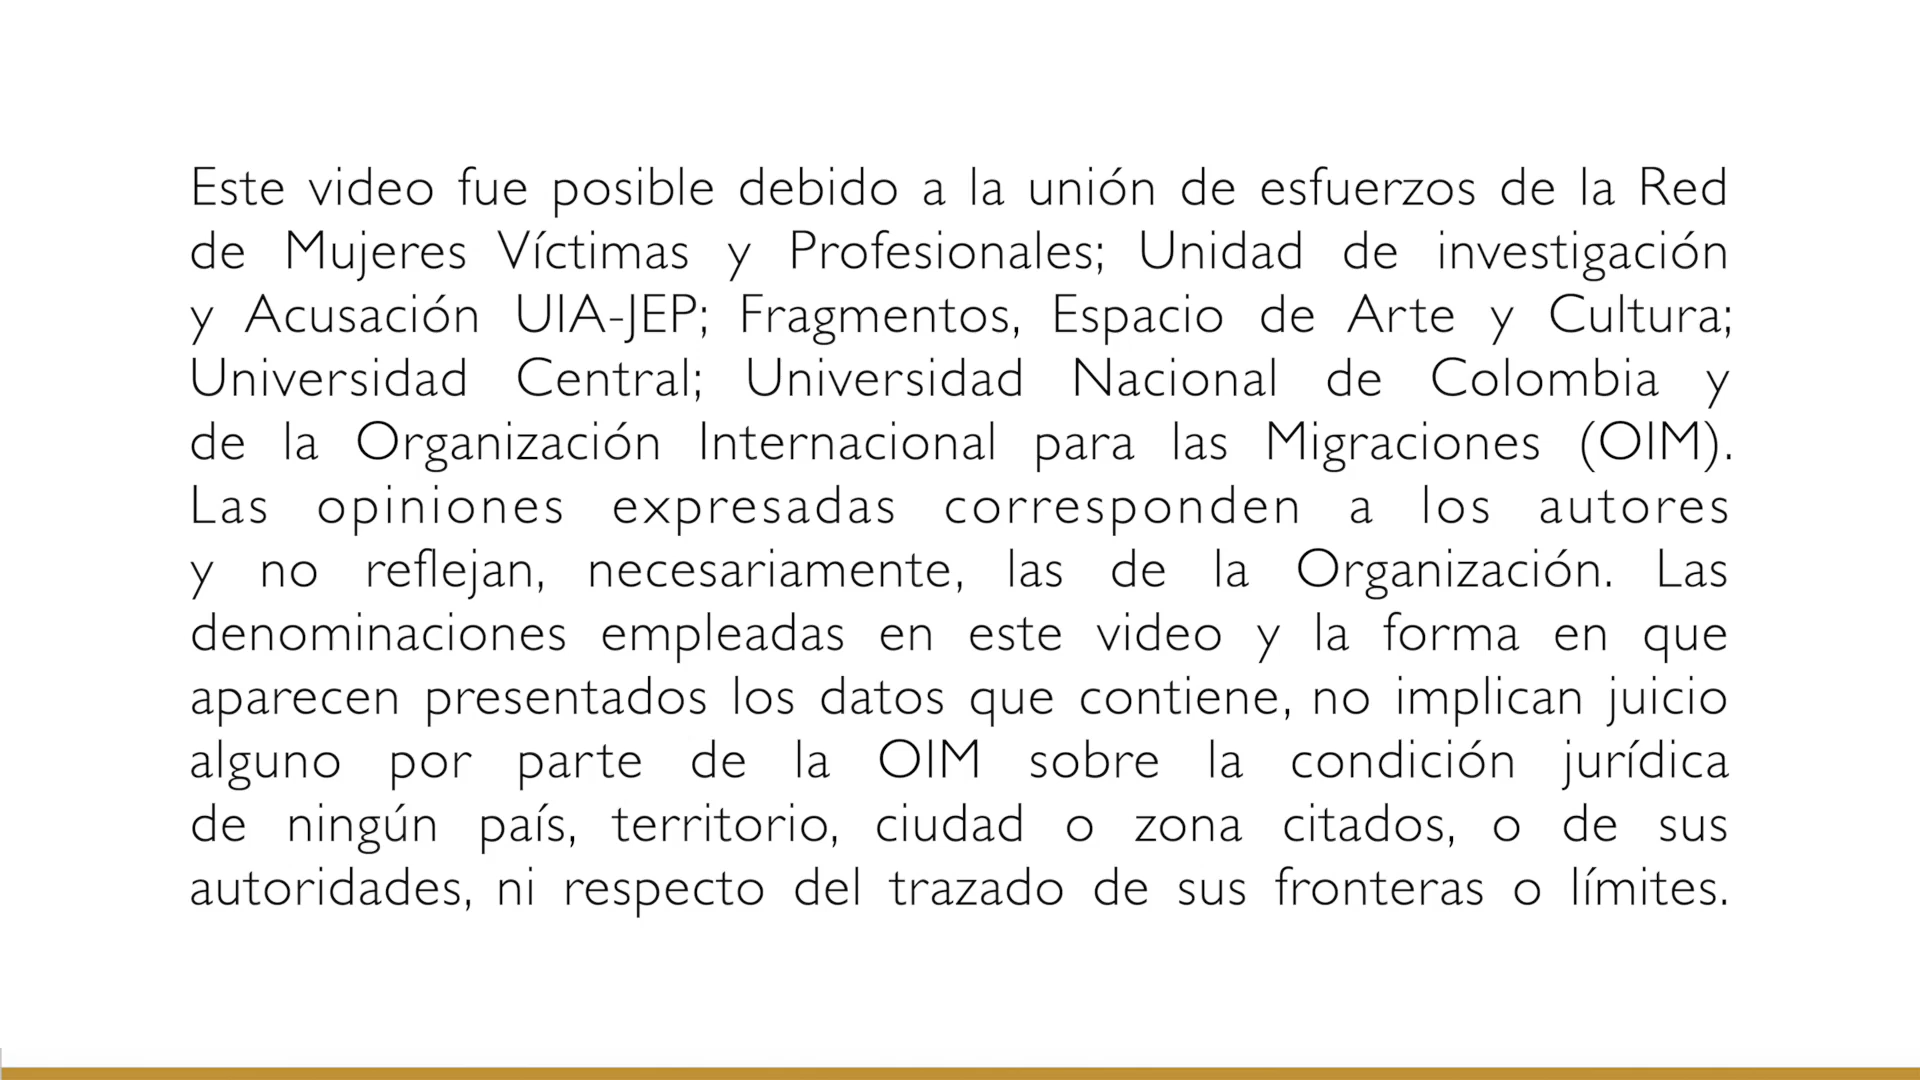 Este video fue posible debido a la unión de esfuerzos de la Red
de Mujeres Víctimas y Profesionales; Unidad de investigación
y Acusación UIA-JEP; Fragmentos, Espacio de Arte y Cultura;
Universidad Central; Universidad Nacional de Colombia y
de la Organización Internacional para las Migraciones (OIM).
Las opiniones expresadas corresponden a los autores
y no reflejan, necesariamente, las de la Organización. Las
denominaciones empleadas en este video y la forma en que
aparecen presentados los datos que contiene, no implican juicio
alguno por parte de la OIM sobre la condición jurídica
de ningún país, territorio, ciudad o zona citados, o de sus
autoridades, ni respecto del trazado de sus fronteras o límites.